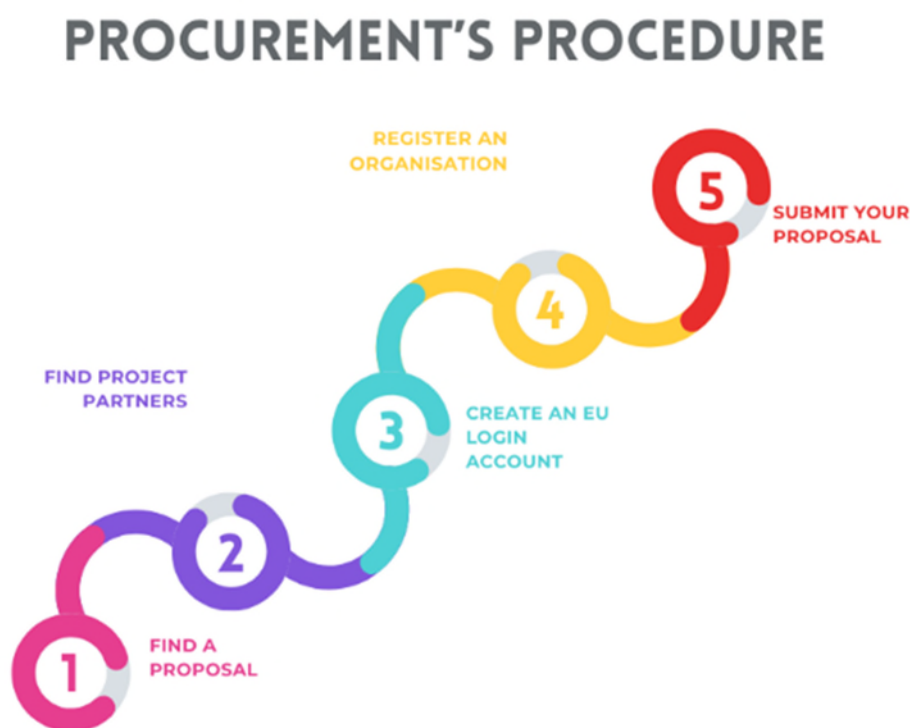 PROCUREMENT'S PROCEDURE
1
FIND A
PROPOSAL
2
FIND PROJECT
PARTNERS
3
CREATE AN EU
LOGIN
ACCOUNT
4
REGISTER AN
ORGANISATION
5
SUBMIT YOUR
PROPOSAL